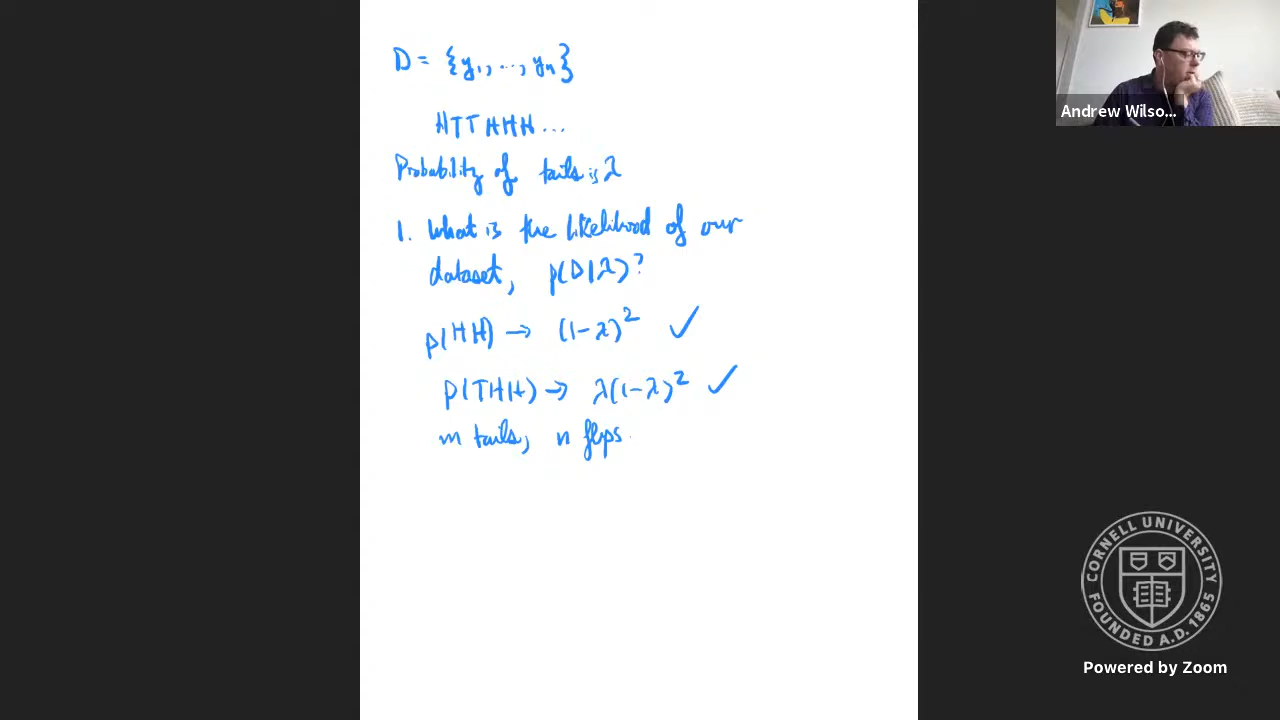 D = {y₁, ..., yₙ}
HTTHHH...
Probability of tails is λ
1. What is the likelihood of our
dataset, p(D|λ)?
p(HH) → (1-λ)² ✓
p(THH) → λ(1-λ)² ✓
m tails, n flips.
Andrew Wilso...
CORNELL UNIVERSITY
FOUNDED A.D. 1865
Powered by Zoom